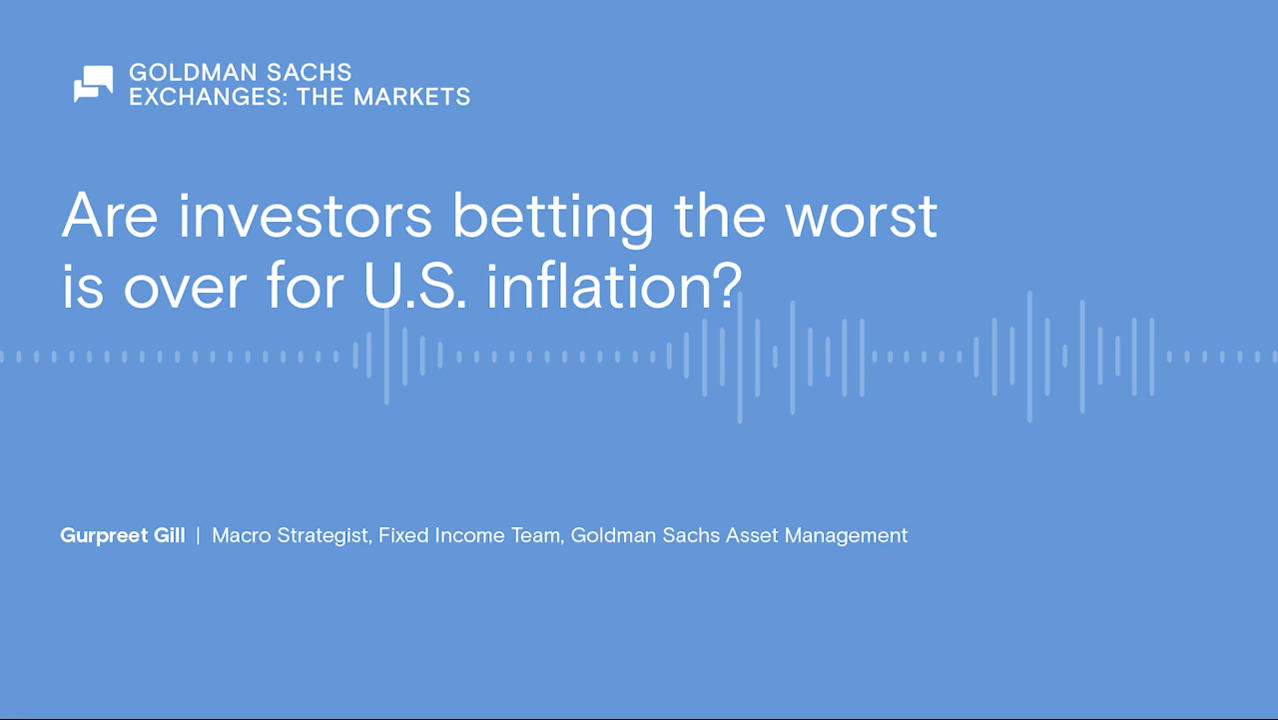 GOLDMAN SACHS
EXCHANGES: THE MARKETS
Are investors betting the worst
is over for U.S. inflation?
Gurpreet Gill | Macro Strategist, Fixed Income Team, Goldman Sachs Asset Management